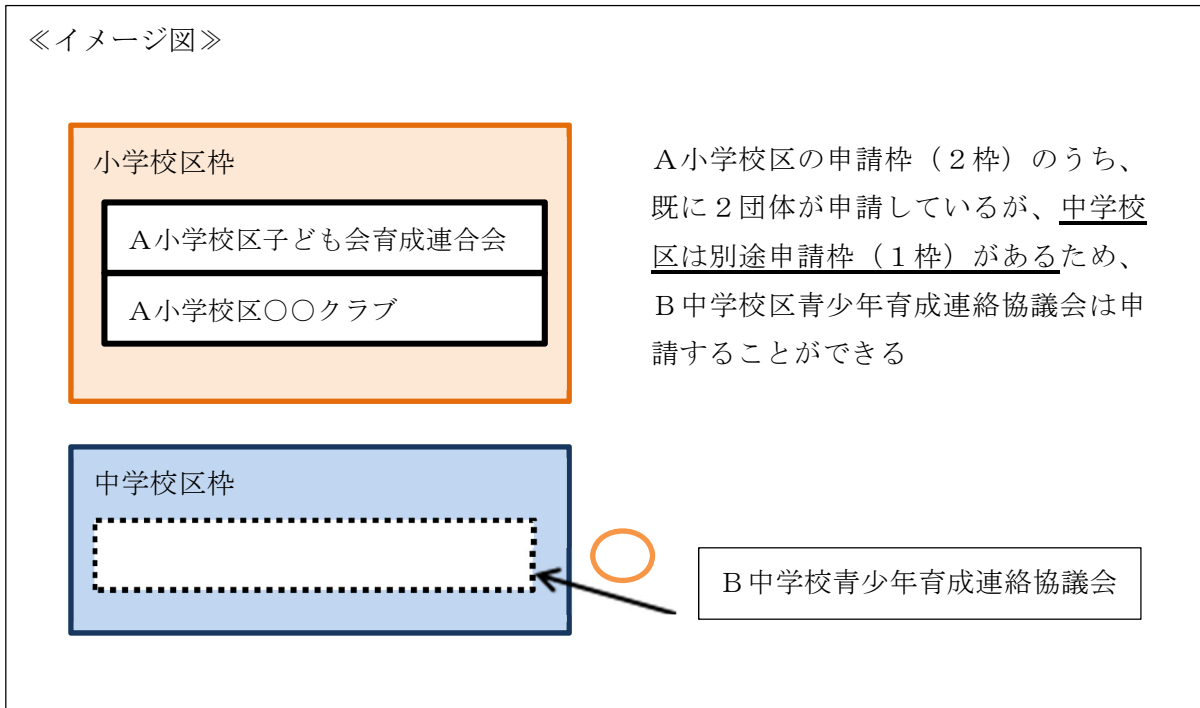 ≪イメージ図≫
小学校区枠
A小学校区子ども会育成連合会
A小学校区〇〇クラブ
A小学校区の申請枠（２枠）のうち、
既に２団体が申請しているが、中学校
区は別途申請枠（１枠）があるため、
B中学校区青少年育成連絡協議会は申
請することができる
中学校区枠
B中学校青少年育成連絡協議会